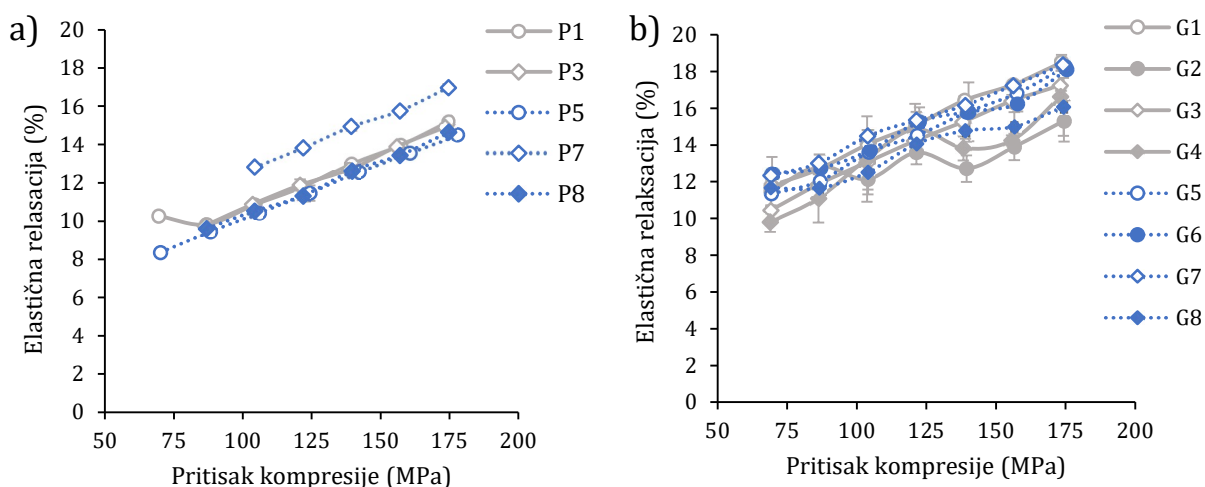 a)
Elastična relasacija (%)
20
18
16
14
12
10
8
6
4
2
0
50 75 100 125 150 175 200
Pritisak kompresije (MPa)
P1
P3
P5
P7
P8
b)
Elastična relaksacija (%)
20
18
16
14
12
10
8
6
4
2
0
50 75 100 125 150 175 200
Pritisak kompresije (MPa)
G1
G2
G3
G4
G5
G6
G7
G8